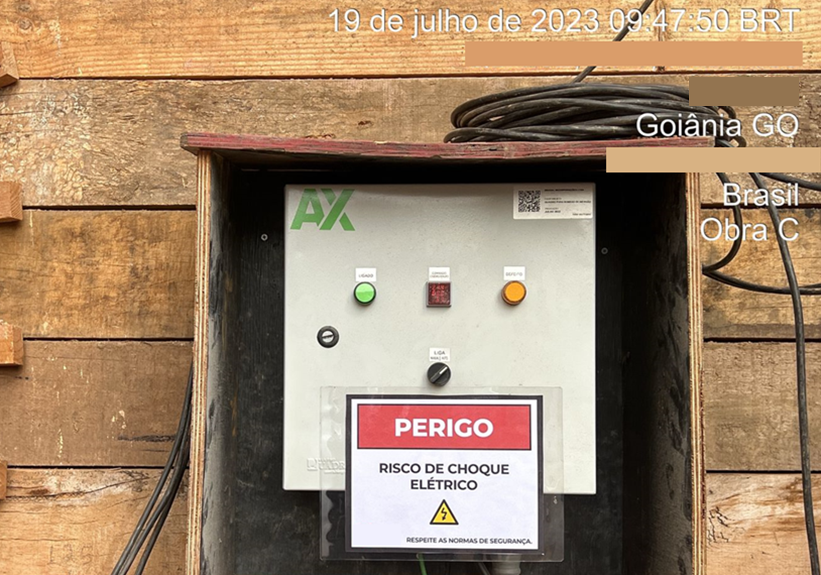 19 de julho de 2023 09:47:50 BRT
Goiânia GO
Brasil
Obra C
AX
LIGADO
DEFEITO
LIGA
PERIGO
RISCO DE CHOQUE
ELÉTRICO
RESPEITE AS NORMAS DE SEGURANÇA.